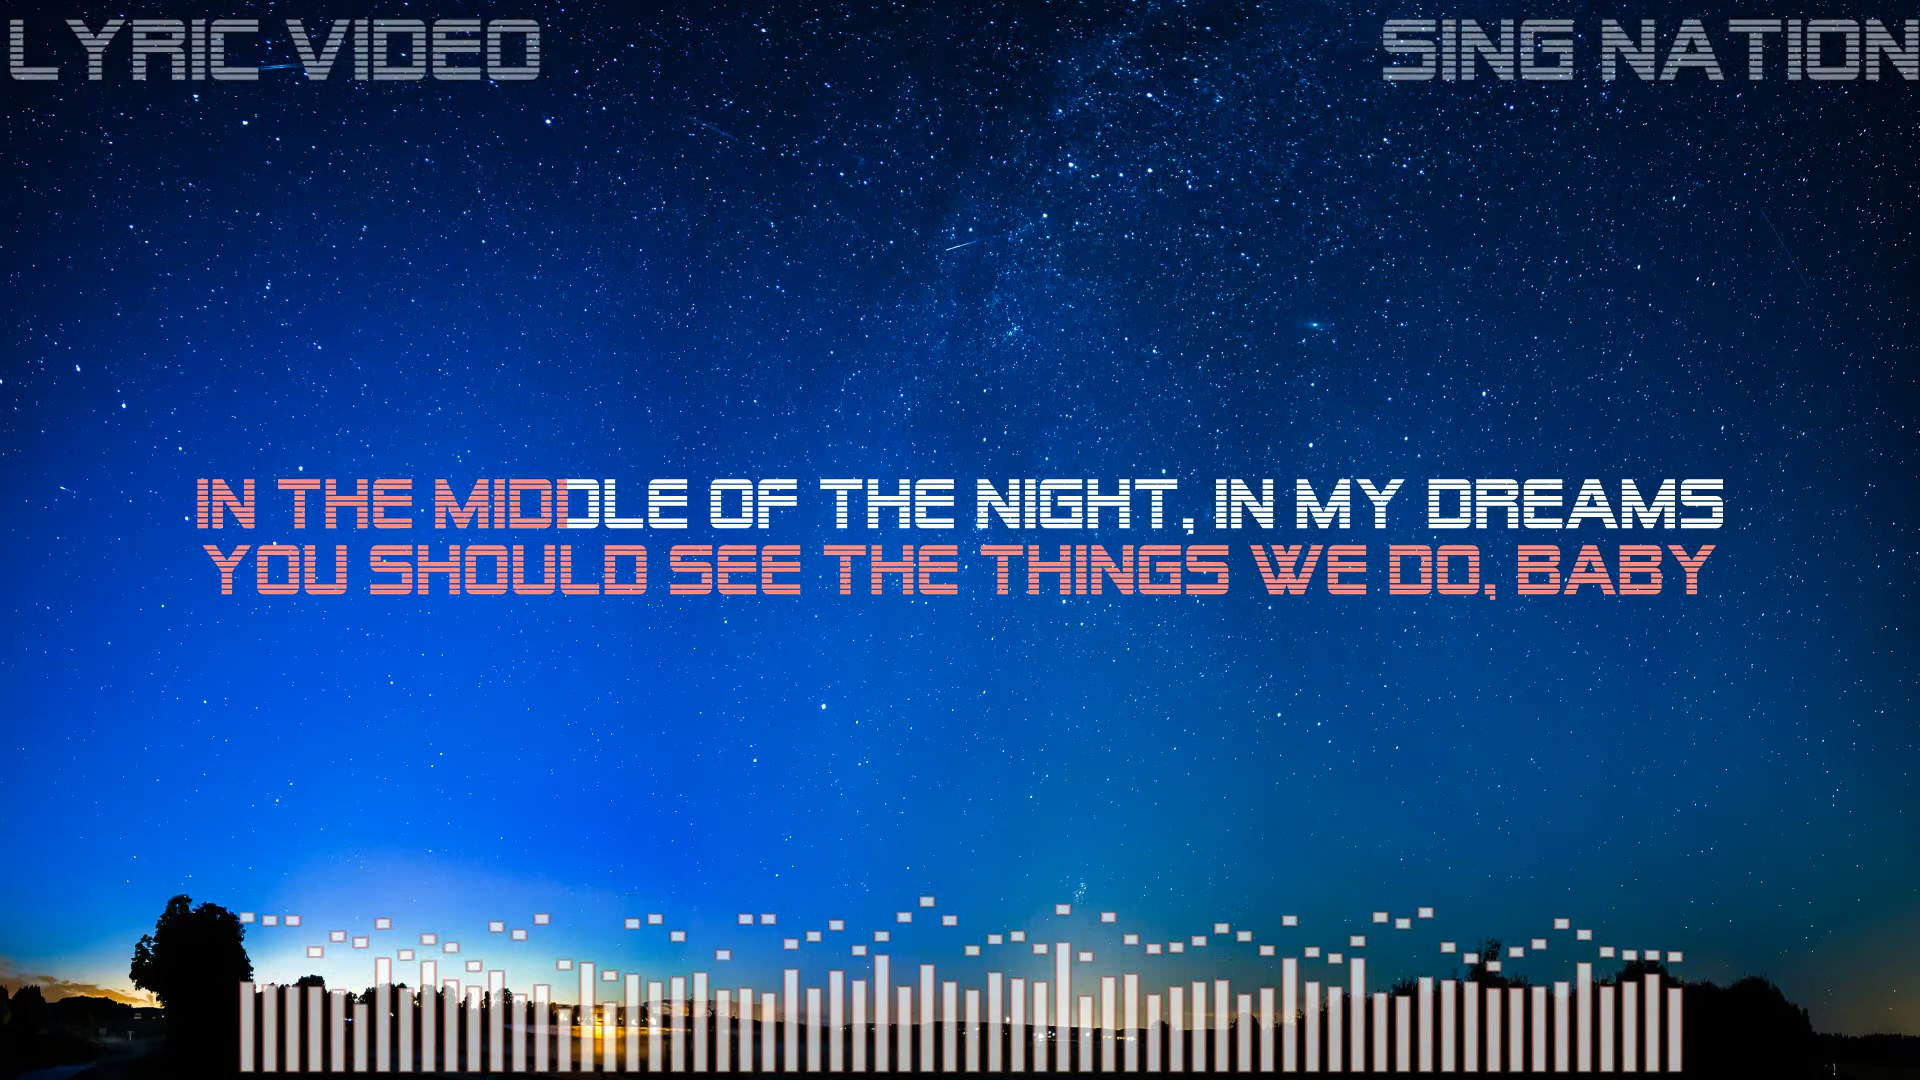 LYRIC VIDEO
SING NATION
IN THE MIDDLE OF THE NIGHT, IN MY DREAMS
YOU SHOULD SEE THE THINGS WE DO, BABY